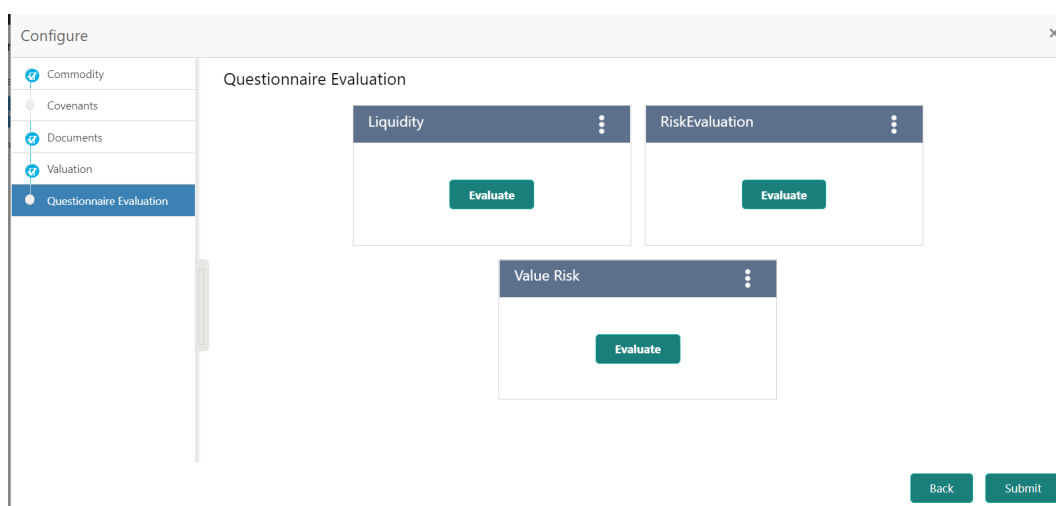 Configure
Commodity
Covenants
Documents
Valuation
Questionnaire Evaluation
Questionnaire Evaluation
Liquidity
Evaluate
RiskEvaluation
Evaluate
Value Risk
Evaluate
Back
Submit